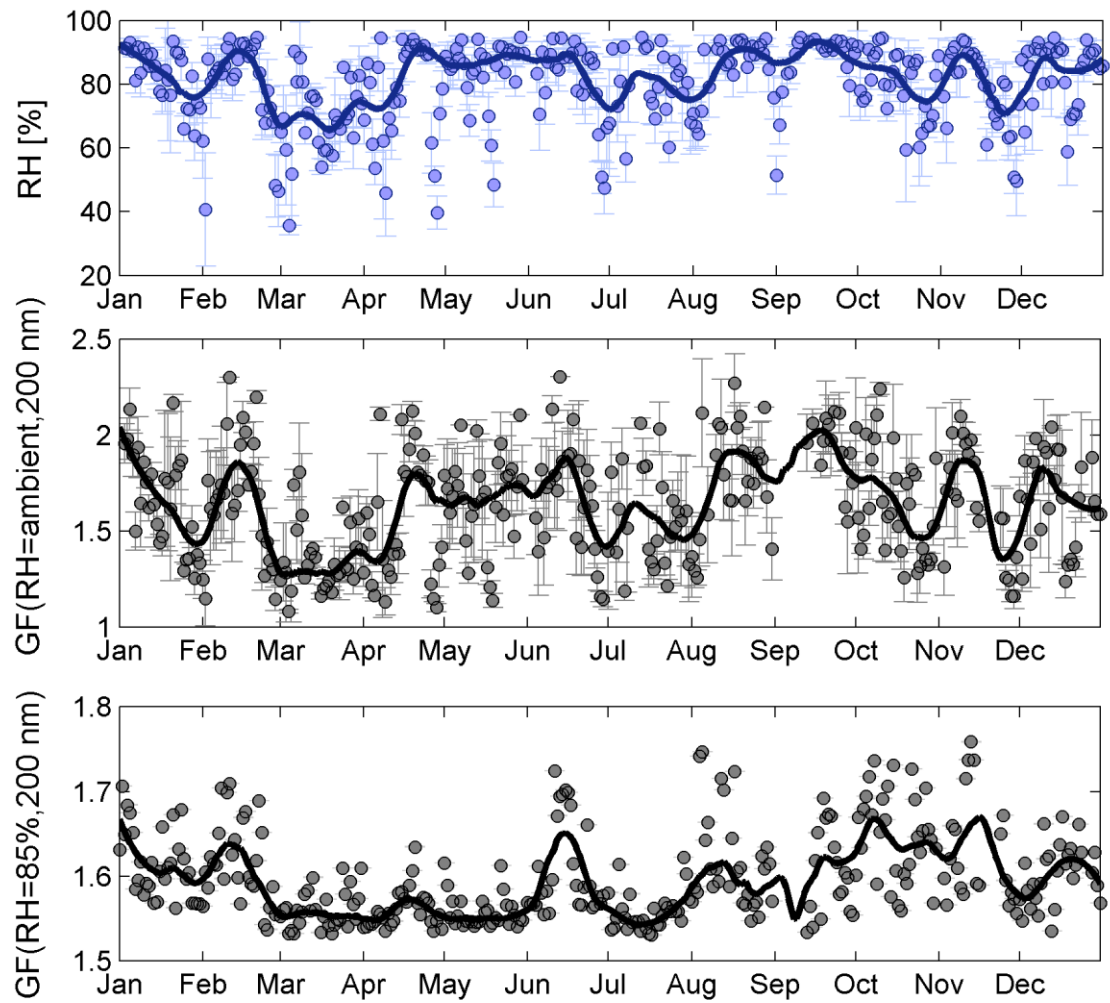 RH [%]
100
80
60
40
20
Jan Feb Mar Apr May Jun Jul Aug Sep Oct Nov Dec
GF(RH=ambient,200 nm)
2.5
2
1.5
1
Jan Feb Mar Apr May Jun Jul Aug Sep Oct Nov Dec
GF(RH=85%,200 nm)
1.8
1.7
1.6
1.5
Jan Feb Mar Apr May Jun Jul Aug Sep Oct Nov Dec